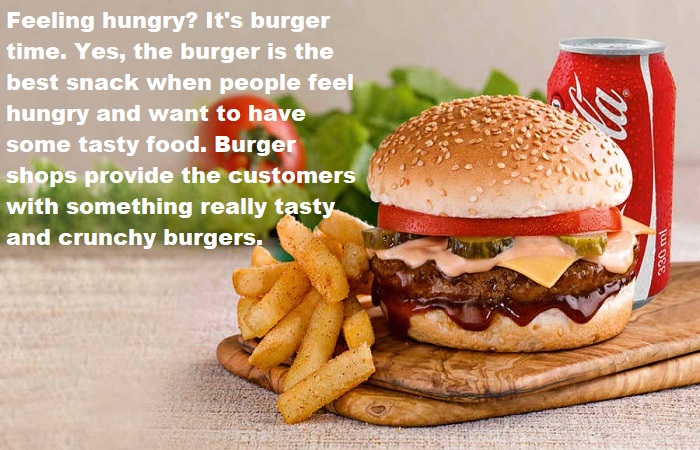 Feeling hungry? It's burger
time. Yes, the burger is the
best snack when people feel
hungry and want to have
some tasty food. Burger
shops provide the customers
with something really tasty
and crunchy burgers.
330 ml